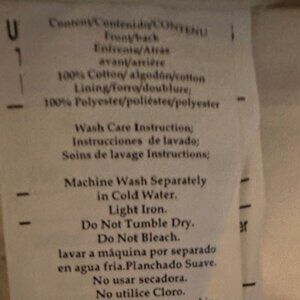 Content/Contenido/CONTENU
Front/back
Enfrente/Atras
avant/arrière
100% Cotton/ algodón/cotton
Lining/forro/doublure;
100% Polyester/poliéster/polyester
Wash Care Instruction;
Instrucciones de lavado;
Soins de lavage Instructions;
Machine Wash Separately
in Cold Water.
Light Iron.
Do Not Tumble Dry.
Do Not Bleach.
lavar a máquina por separado
en agua fria.Planchado Suave.
No usar secadora.
No utilice Cloro.